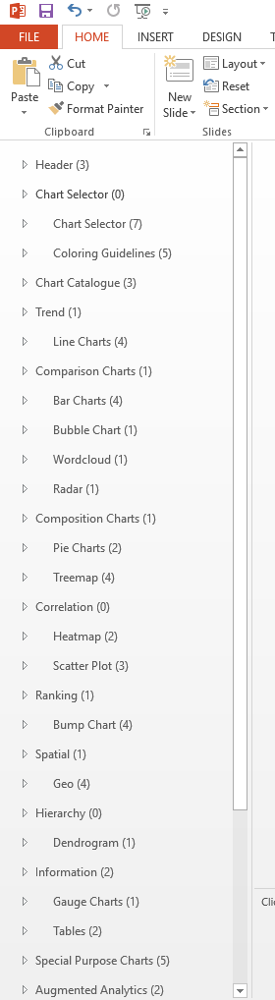 FILE HOME INSERT DESIGN T
Paste
Cut
Copy
Format Painter
Clipboard
New
Slide
Layout
Reset
Section
Slides
Header (3)
Chart Selector (0)
Chart Selector (7)
Coloring Guidelines (5)
Chart Catalogue (3)
Trend (1)
Line Charts (4)
Comparison Charts (1)
Bar Charts (4)
Bubble Chart (1)
Wordcloud (1)
Radar (1)
Composition Charts (1)
Pie Charts (2)
Treemap (4)
Correlation (0)
Heatmap (2)
Scatter Plot (3)
Ranking (1)
Bump Chart (4)
Spatial (1)
Geo (4)
Hierarchy (0)
Dendrogram (1)
Information (2)
Gauge Charts (1)
Clic
Tables (2)
Special Purpose Charts (5)
Augmented Analytics (2)